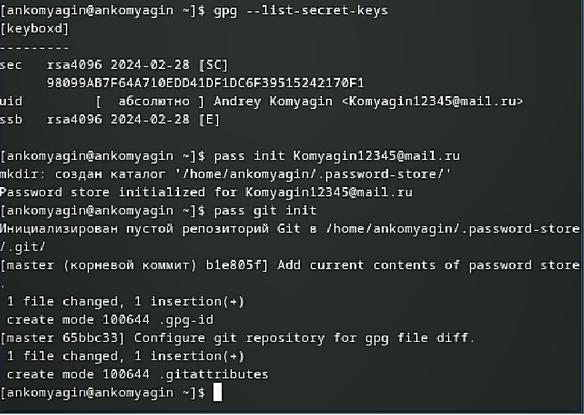 [ankomyagin@ankomyagin ~]$ gpg --list-secret-keys
[keyboxd]
---------
sec   rsa4096 2024-02-28 [SC]
      98099AB7F64A710EDD41DF1DC6F39515242170F1
uid         [  абсолютно ] Andrey Komyagin <Komyagin12345@mail.ru>
ssb   rsa4096 2024-02-28 [E]

[ankomyagin@ankomyagin ~]$ pass init Komyagin12345@mail.ru
mkdir: создан каталог '/home/ankomyagin/.password-store/'
Password store initialized for Komyagin12345@mail.ru
[ankomyagin@ankomyagin ~]$ pass git init
Инициализирован пустой репозиторий Git в /home/ankomyagin/.password-store
/.git/
[master (корневой коммит) b1e805f] Add current contents of password store
.
 1 file changed, 1 insertion(+)
 create mode 100644 .gpg-id
[master 65bbc33] Configure git repository for gpg file diff.
 1 file changed, 1 insertion(+)
 create mode 100644 .gitattributes
[ankomyagin@ankomyagin ~]$